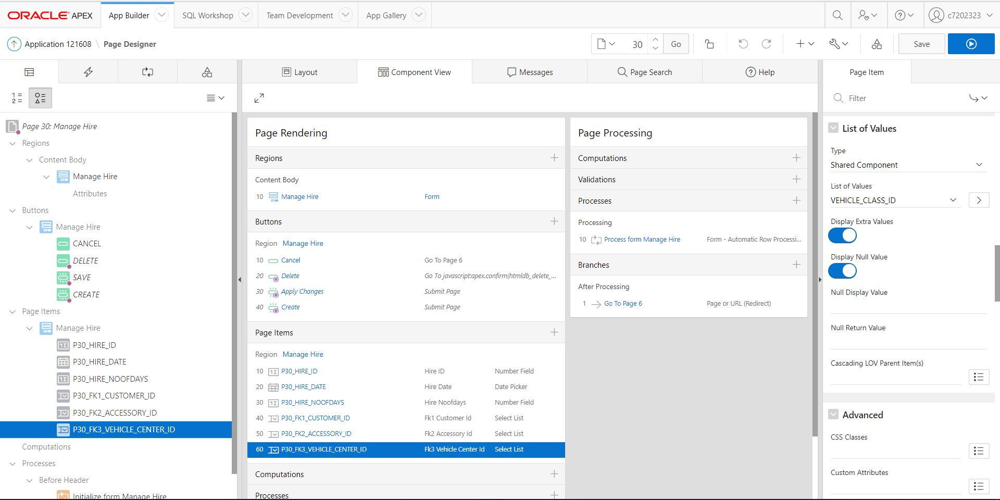 ORACLE APEX
App Builder
SQL Workshop
Team Development
App Gallery
c7202323
Application 121608 \ Page Designer
30
Go
Save
Layout
Component View
Messages
Page Search
Help
Page Item
Filter
Page 30: Manage Hire
Regions
Content Body
Manage Hire
Attributes
Buttons
Manage Hire
CANCEL
DELETE
SAVE
CREATE
Page Items
Manage Hire
P30_HIRE_ID
P30_HIRE_DATE
P30_HIRE_NOOFDAYS
P30_FK1_CUSTOMER_ID
P30_FK2_ACCESSORY_ID
P30_FK3_VEHICLE_CENTER_ID
Computations
Processes
Before Header
Initialize form Manage Hire
Page Rendering
Regions
Content Body
10 Manage Hire Form
Buttons
Region Manage Hire
10 Cancel Go To Page 6
20 Delete Go To javascript:apex.confirm(htmldb_delete_...
30 Apply Changes Submit Page
40 Create Submit Page
Page Items
Region Manage Hire
10 P30_HIRE_ID Hire ID Number Field
20 P30_HIRE_DATE Hire Date Date Picker
30 P30_HIRE_NOOFDAYS Hire Noofdays Number Field
40 P30_FK1_CUSTOMER_ID Fk1 Customer Id Select List
50 P30_FK2_ACCESSORY_ID Fk2 Accessory Id Select List
60 P30_FK3_VEHICLE_CENTER_ID Fk3 Vehicle Center Id Select List
Computations
Processes
Page Processing
Computations
Validations
Processes
Processing
10 Process form Manage Hire Form - Automatic Row Processi...
Branches
After Processing
1 Go To Page 6 Page or URL (Redirect)
List of Values
Type
Shared Component
List of Values
VEHICLE_CLASS_ID
Display Extra Values
Display Null Value
Null Display Value
Null Return Value
Cascading LOV Parent Item(s)
Advanced
CSS Classes
Custom Attributes